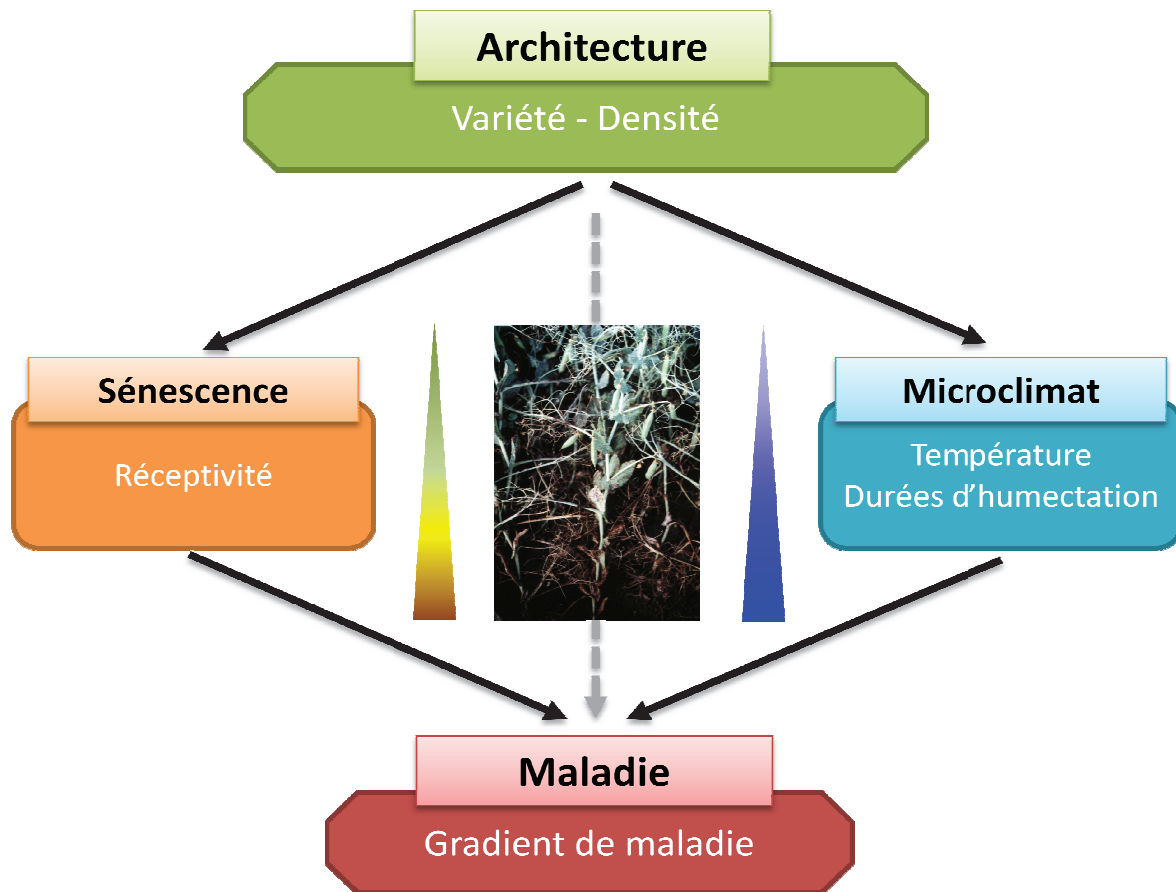 Architecture
Variété - Densité
Sénescence
Réceptivité
Microclimat
Température
Durées d'humectation
Maladie
Gradient de maladie